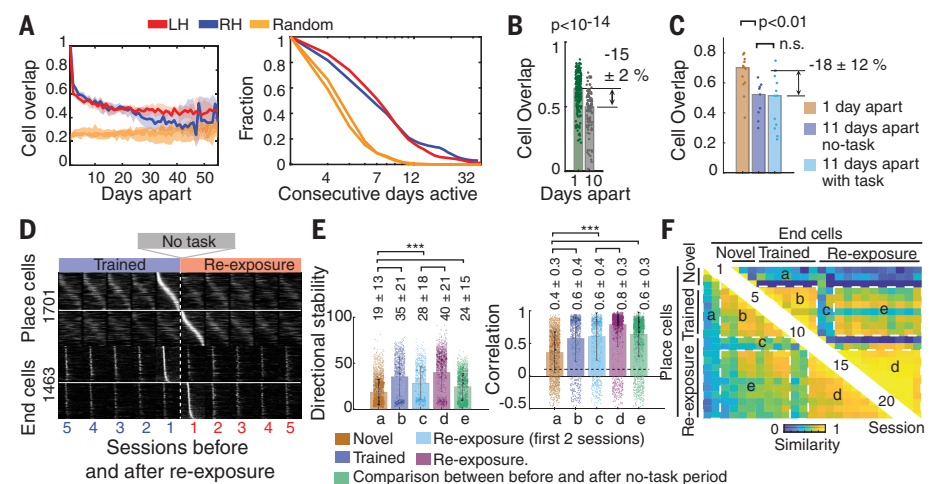 A
LH RH Random
Cell Overlap
1
0.8
0.6
0.4
0.2
0
10 20 30 40 50
Days apart
Fraction
1
0.8
0.6
0.4
0.2
0
4 7 12 32
Consecutive days active
B
p<10-14
-15
± 2 %
Cell Overlap
1
0.5
0
1 10
Days apart
C
p<0.01
n.s.
-18 ± 12 %
Cell Overlap
0.8
0.6
0.4
0.2
0
1 day apart
11 days apart
no-task
11 days apart
with task
D
No task
Trained Re-exposure
Place cells
1701
End cells
1463
5 4 3 2 1 1 2 3 4 5
Sessions before
and after re-exposure
E
***
19 ± 13
35 ± 21
28 ± 18
40 ± 21
24 ± 15
Directional stability
100
50
0
a b c d e
***
0.4 ± 0.3
0.6 ± 0.4
0.6 ± 0.4
0.8 ± 0.3
0.6 ± 0.3
Correlation
1
0.5
0
-0.5
a b c d e
Novel
Trained
Re-exposure (first 2 sessions)
Re-exposure.
Comparison between before and after no-task period
F
End cells
Novel Trained Re-exposure
Place cells
Novel
Trained
Re-exposure
1
5
10
15
20
a
b
c
e
d
a
b
c
e
d
Session
0 1
Similarity